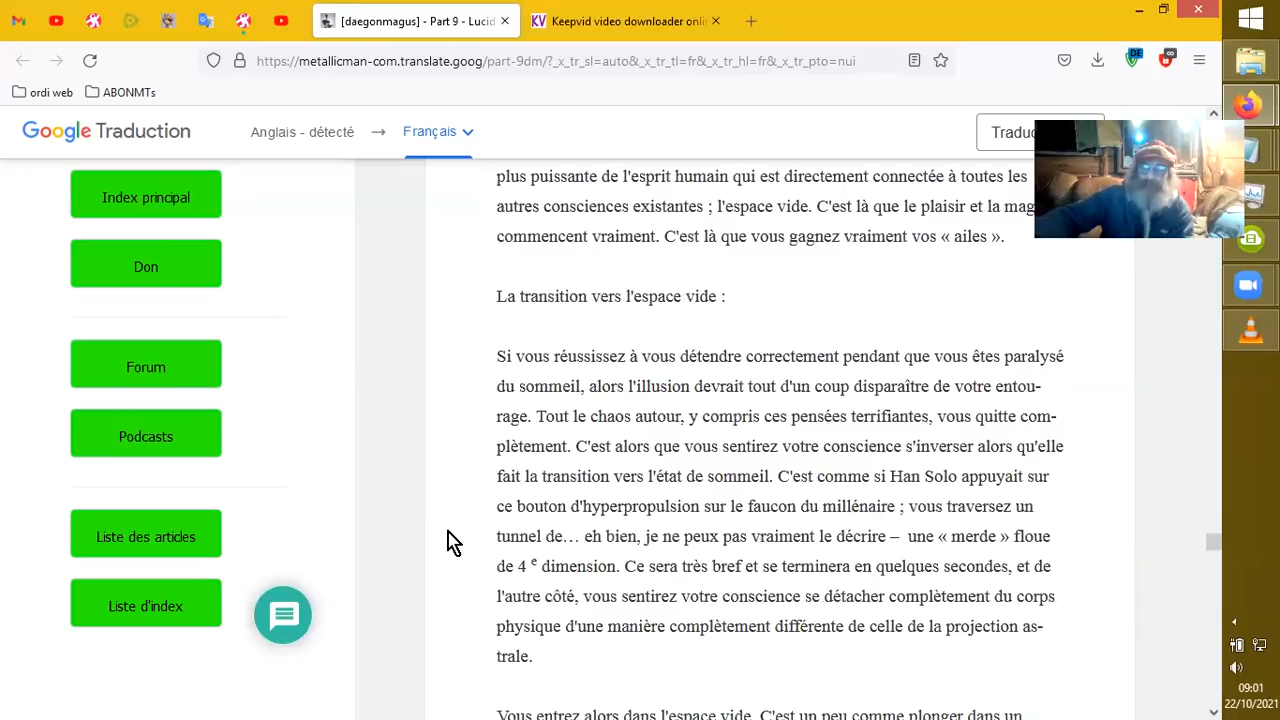 [daegonmagus] - Part 9 - Lucid
Keepvid video downloader onli
https://metallicman-com.translate.goog/part-9dm/?_x_tr_sl=auto&_x_tr_tl=fr&_x_tr_hl=fr&_x_tr_pto=nui
ordi web
ABONMTs
Google Traduction
Anglais - détecté
Français
Traduc
Index principal
Don
Forum
Podcasts
Liste des articles
Liste d'index
plus puissante de l'esprit humain qui est directement connectée à toutes les
autres consciences existantes ; l'espace vide. C'est là que le plaisir et la mag
commencent vraiment. C'est là que vous gagnez vraiment vos « ailes ».
La transition vers l'espace vide :
Si vous réussissez à vous détendre correctement pendant que vous êtes paralysé
du sommeil, alors l'illusion devrait tout d'un coup disparaître de votre entou-
rage. Tout le chaos autour, y compris ces pensées terrifiantes, vous quitte com-
plètement. C'est alors que vous sentirez votre conscience s'inverser alors qu'elle
fait la transition vers l'état de sommeil. C'est comme si Han Solo appuyait sur
ce bouton d'hyperpropulsion sur le faucon du millénaire ; vous traversez un
tunnel de… eh bien, je ne peux pas vraiment le décrire – une « merde » floue
de 4 e dimension. Ce sera très bref et se terminera en quelques secondes, et de
l'autre côté, vous sentirez votre conscience se détacher complètement du corps
physique d'une manière complètement différente de celle de la projection as-
trale.
Vous entrez alors dans l'espace vide. C'est un peu comme plonger dans un
DE
∞
09:01
22/10/2021